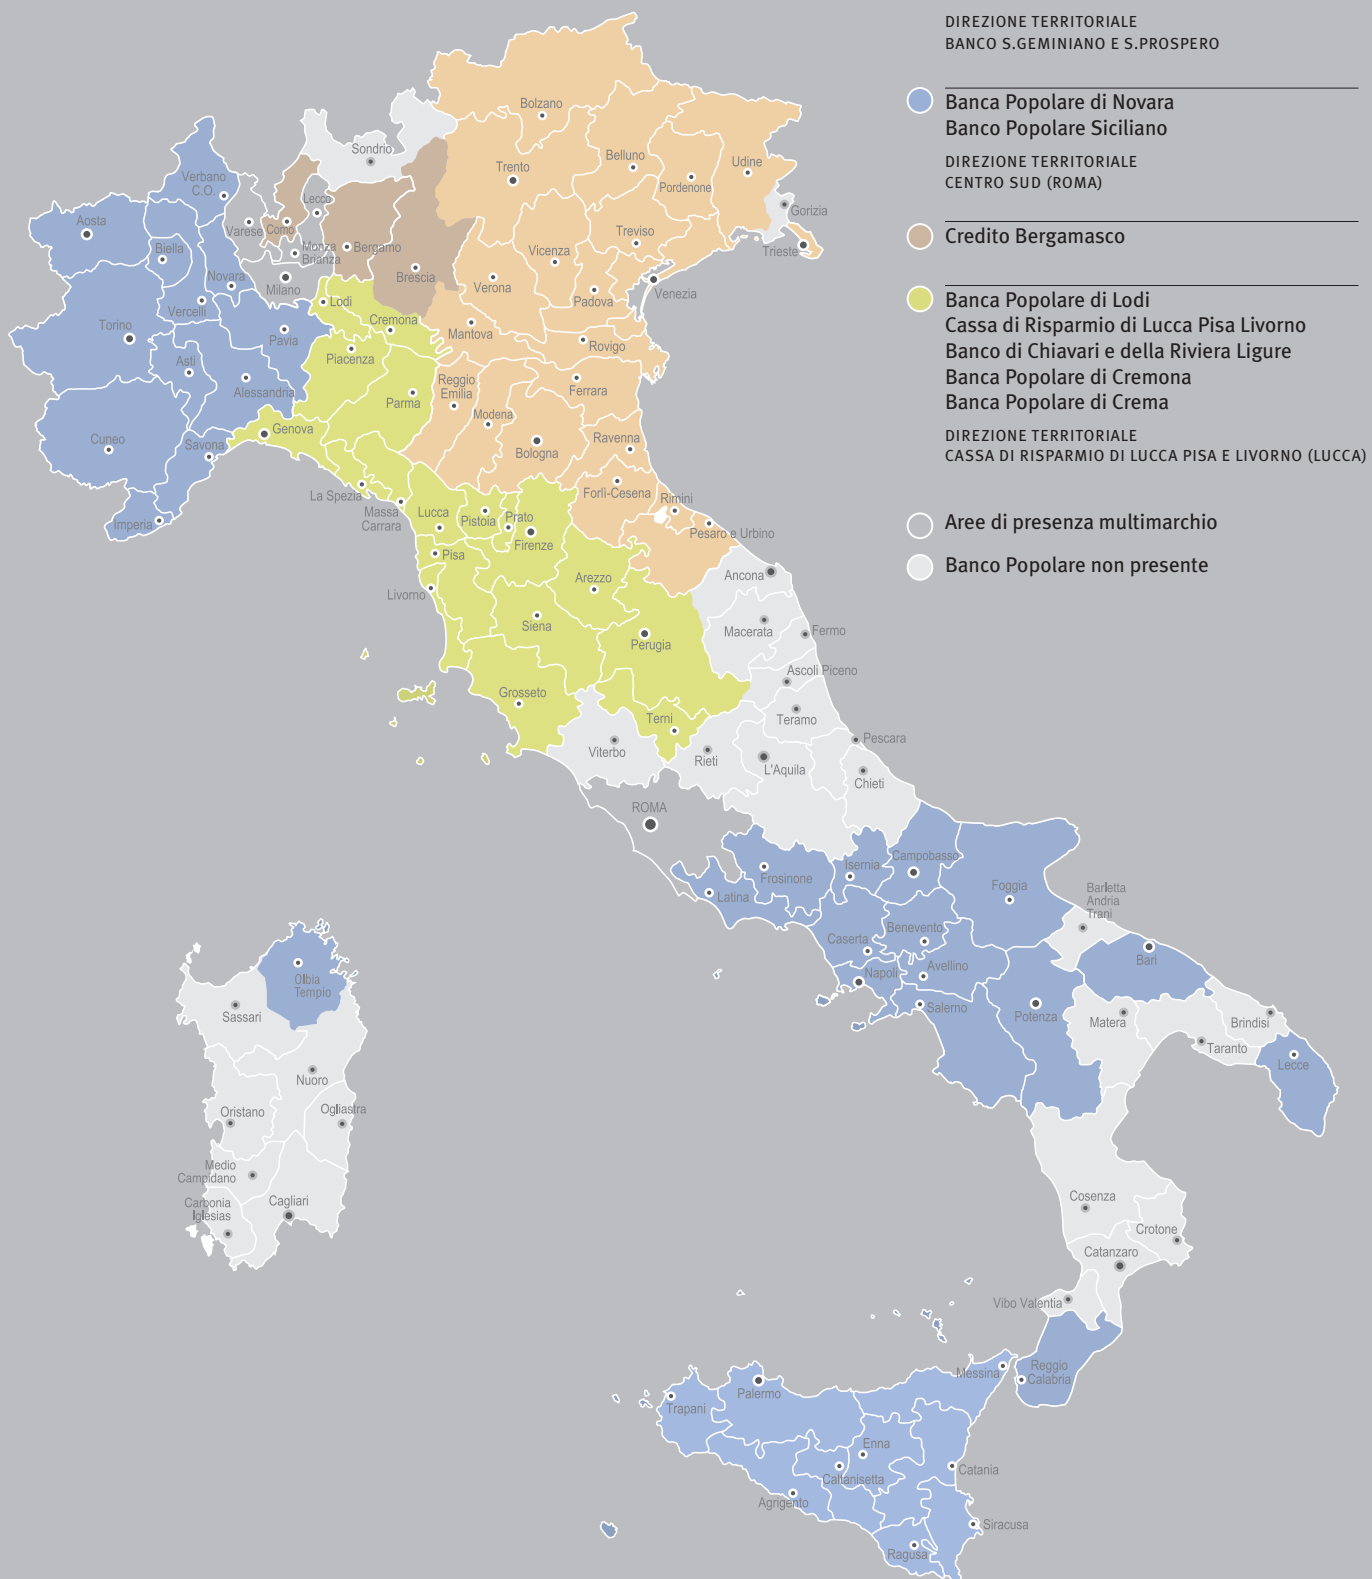 DIREZIONE TERRITORIALE
BANCO S.GEMINIANO E S.PROSPERO
Banca Popolare di Novara
Banco Popolare Siciliano
DIREZIONE TERRITORIALE
CENTRO SUD (ROMA)
Credito Bergamasco
Banca Popolare di Lodi
Cassa di Risparmio di Lucca Pisa Livorno
Banco di Chiavari e della Riviera Ligure
Banca Popolare di Cremona
Banca Popolare di Crema
DIREZIONE TERRITORIALE
CASSA DI RISPARMIO DI LUCCA PISA E LIVORNO (LUCCA)
Aree di presenza multimarchio
Banco Popolare non presente
Bolzano
Sondrio
Trento
Belluno
Udine
Pordenone
Verbano
C.O.
Lecco
Gorizia
Aosta
Varese
Como
Treviso
Biella
Monza
Brianza
Bergamo
Vicenza
Trieste
Novara
Milano
Brescia
Verona
Padova
Venezia
Vercelli
Lodi
Torino
Cremona
Mantova
Pavia
Rovigo
Asti
Piacenza
Alessandria
Parma
Reggio
Emilia
Ferrara
Modena
Cuneo
Savona
Genova
Bologna
Ravenna
La Spezia
Forlì-Cesena
Rimini
Imperia
Massa
Carrara
Lucca
Pistoia
Prato
Firenze
Pesaro e Urbino
Pisa
Ancona
Livorno
Arezzo
Siena
Macerata
Fermo
Perugia
Ascoli Piceno
Grosseto
Terni
Teramo
Viterbo
Rieti
L'Aquila
Pescara
Chieti
ROMA
Frosinone
Isernia
Campobasso
Latina
Foggia
Barletta
Andria
Trani
Caserta
Benevento
Bari
Napoli
Avellino
Olbia
Tempio
Salerno
Potenza
Sassari
Matera
Brindisi
Taranto
Lecce
Nuoro
Oristano
Ogliastra
Medio
Campidano
Carbonia
Iglesias
Cagliari
Cosenza
Crotone
Catanzaro
Vibo Valentia
Messina
Reggio
Calabria
Palermo
Trapani
Enna
Caltanisetta
Catania
Agrigento
Siracusa
Ragusa